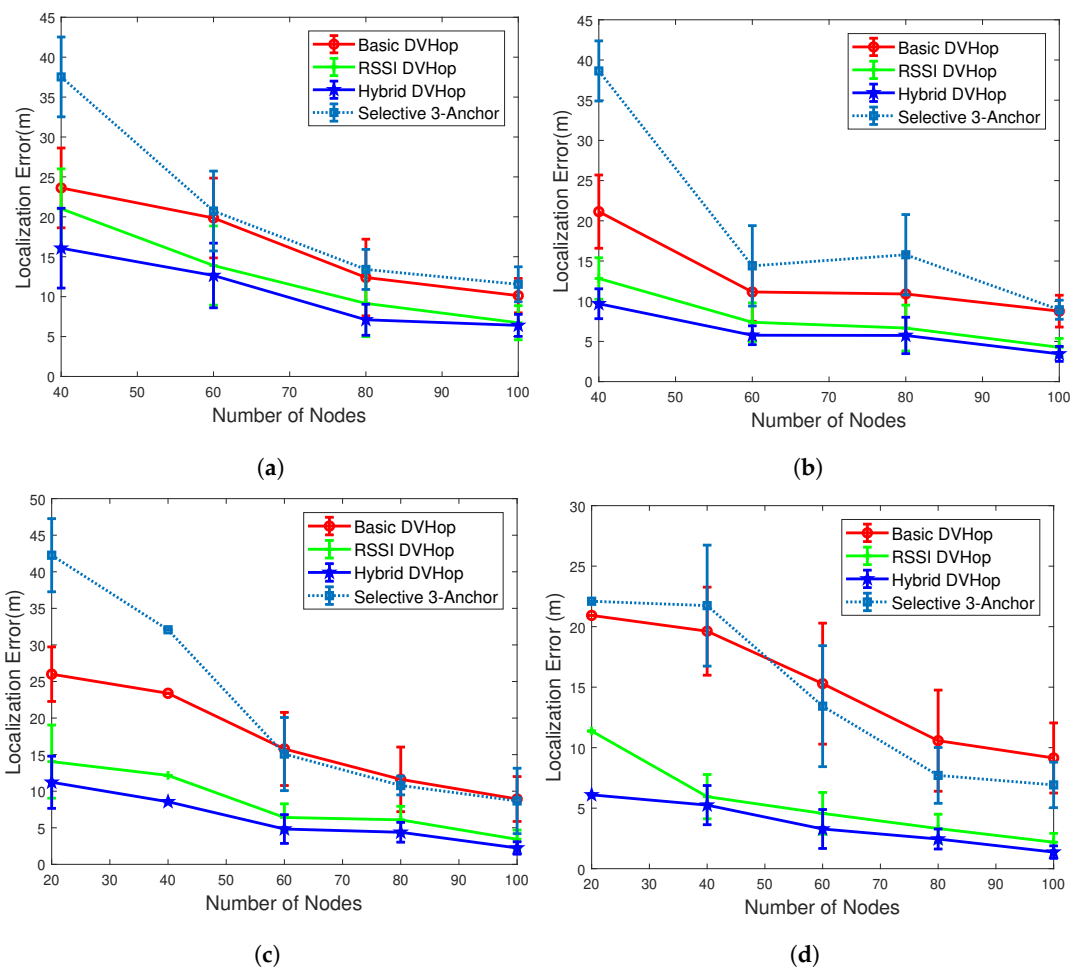 45
40
35
30
25
20
15
10
5
0
Localization Error(m)
40 50 60 70 80 90 100
Number of Nodes
Basic DVHop
RSSI DVHop
Hybrid DVHop
Selective 3-Anchor
(a)
45
40
35
30
25
20
15
10
5
0
Localization Error(m)
40 50 60 70 80 90 100
Number of Nodes
Basic DVHop
RSSI DVHop
Hybrid DVHop
Selective 3-Anchor
(b)
50
45
40
35
30
25
20
15
10
5
0
Localization Error(m)
20 30 40 50 60 70 80 90 100
Number of Nodes
Basic DVHop
RSSI DVHop
Hybrid DVHop
Selective 3-Anchor
(c)
30
25
20
15
10
5
0
Localization Error (m)
20 30 40 50 60 70 80 90 100
Number of Nodes
Basic DVHop
RSSI DVHop
Hybrid DVHop
Selective 3-Anchor
(d)